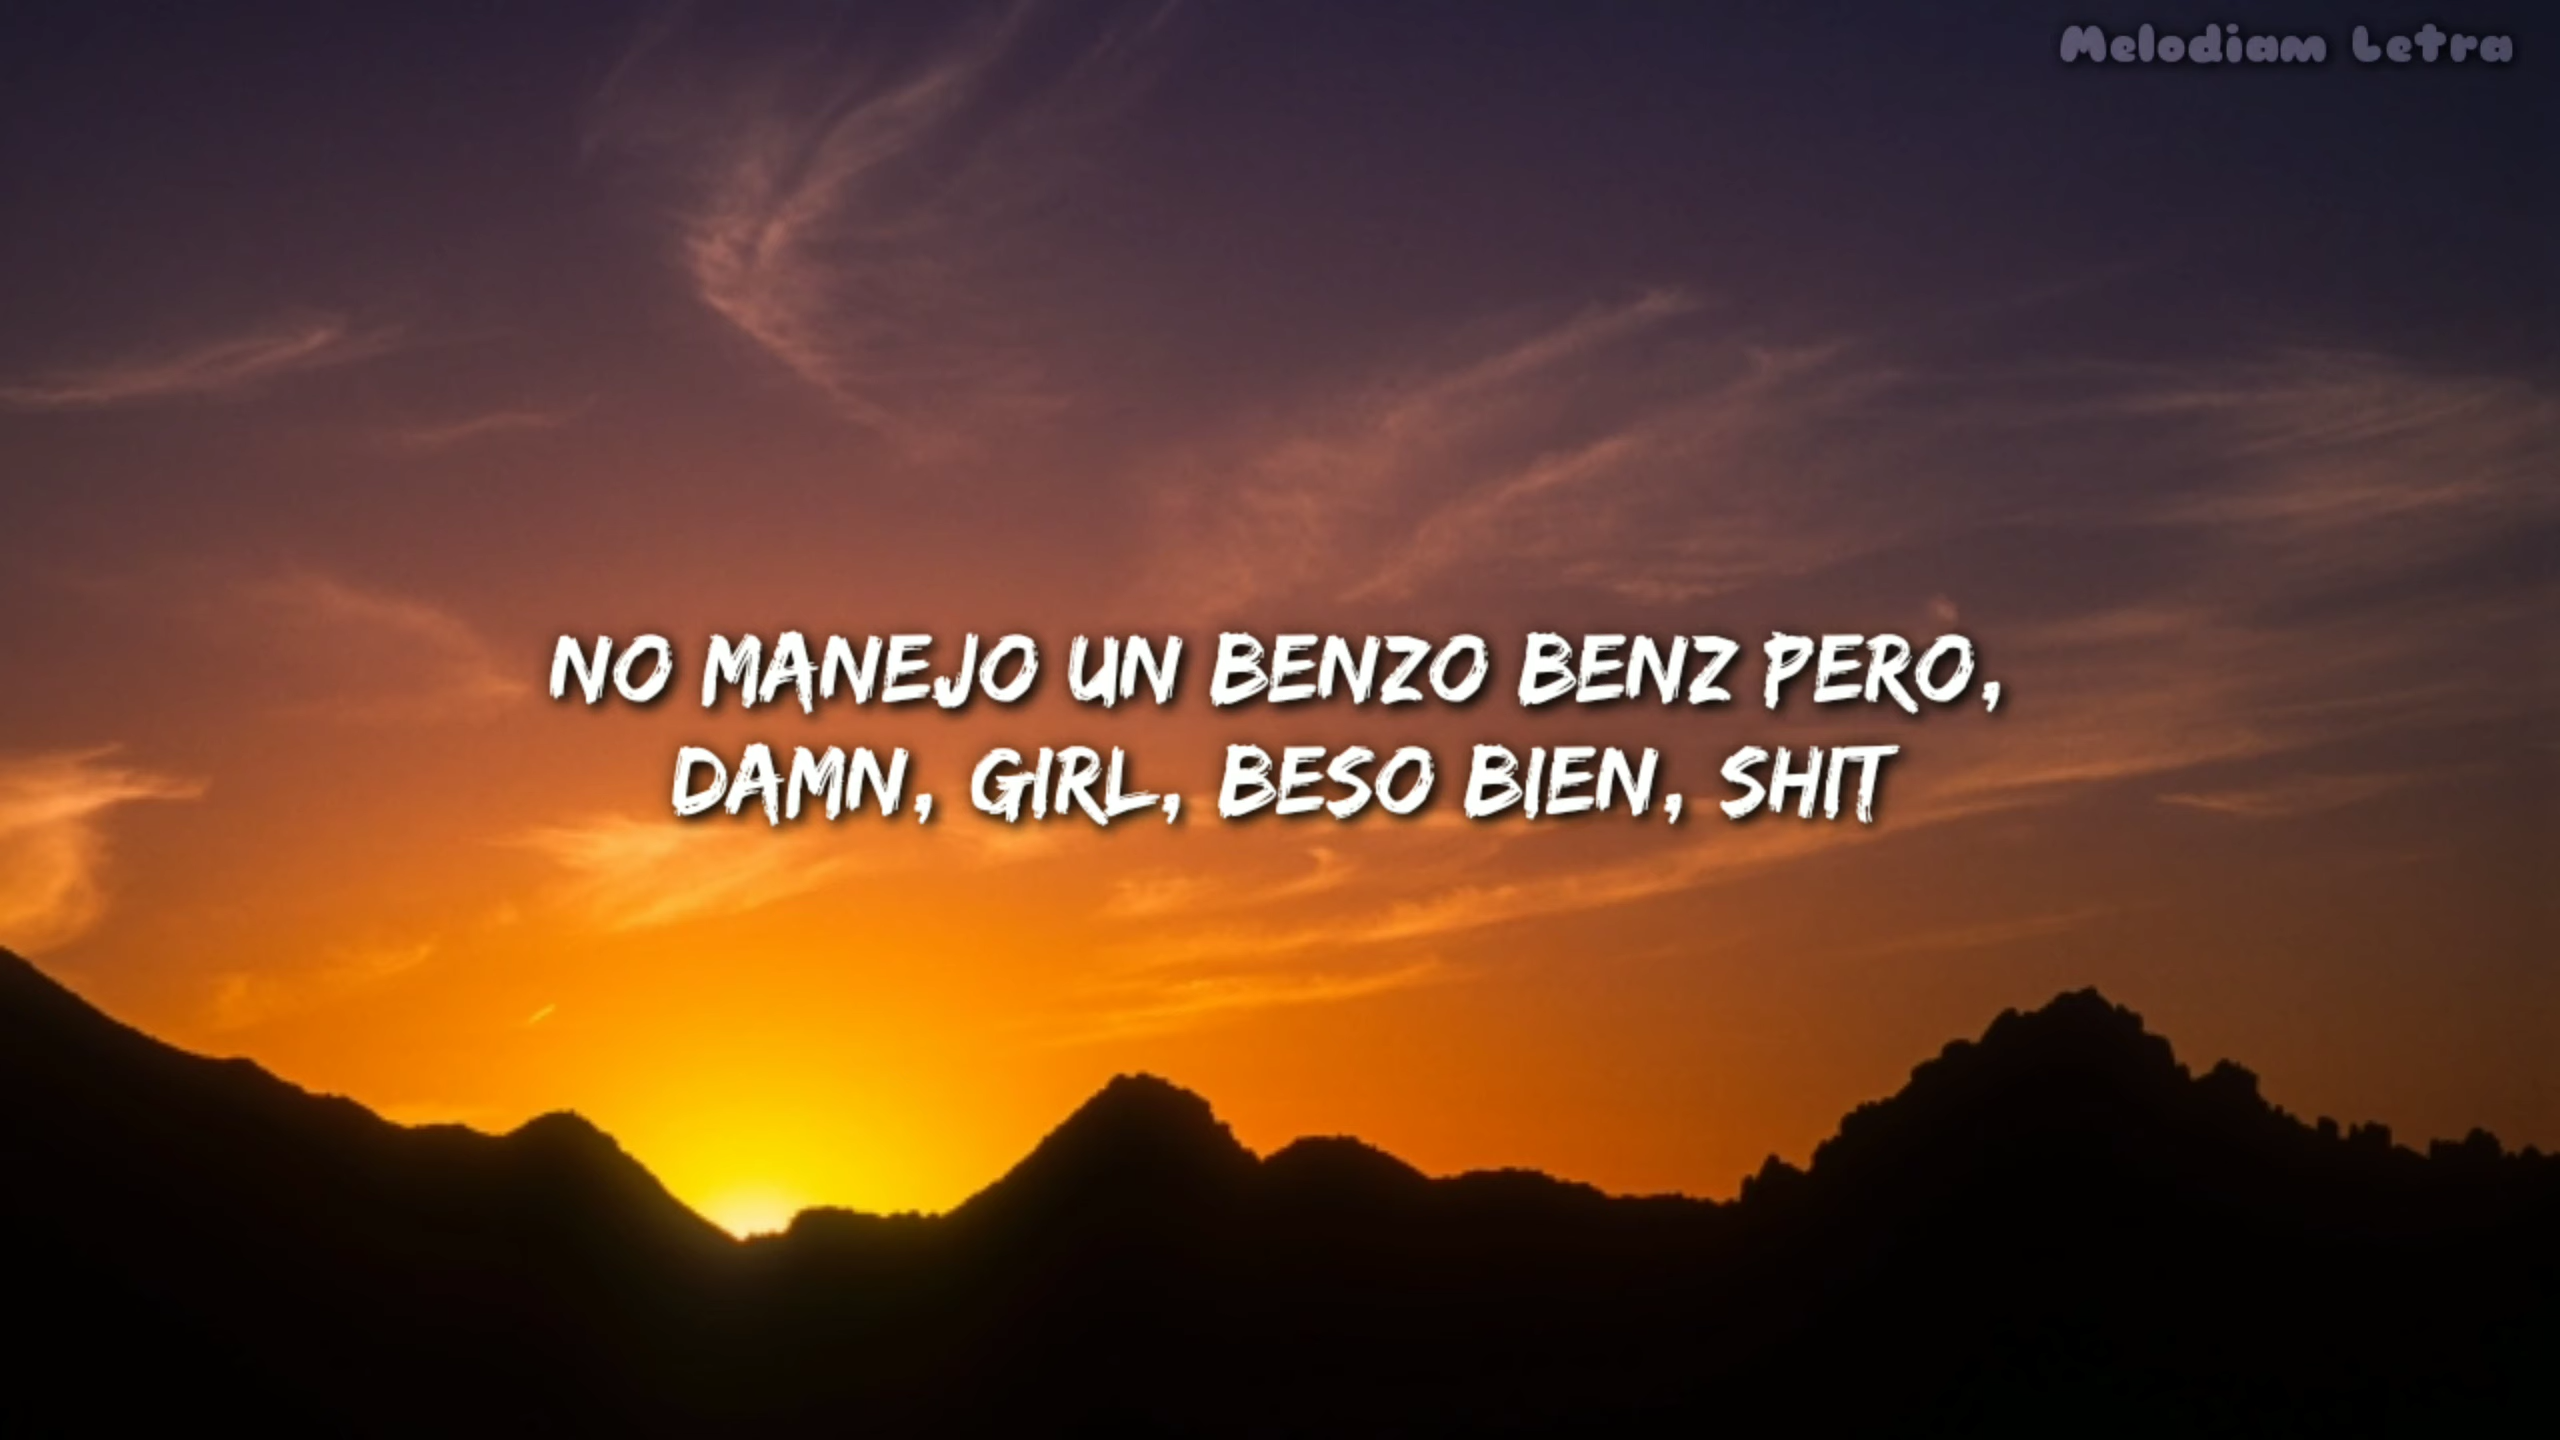 Melodiam Letra
NO MANEJO UN BENZO BENZ PERO,
DAMN, GIRL, BESO BIEN, SHIT